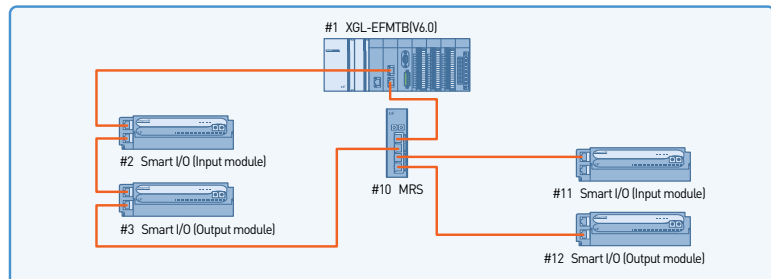 #1 XGL-EFMTB(V6.0)
#2 Smart I/O (Input module)
#3 Smart I/O (Output module)
#10 MRS
#11 Smart I/O (Input module)
#12 Smart I/O (Output module)